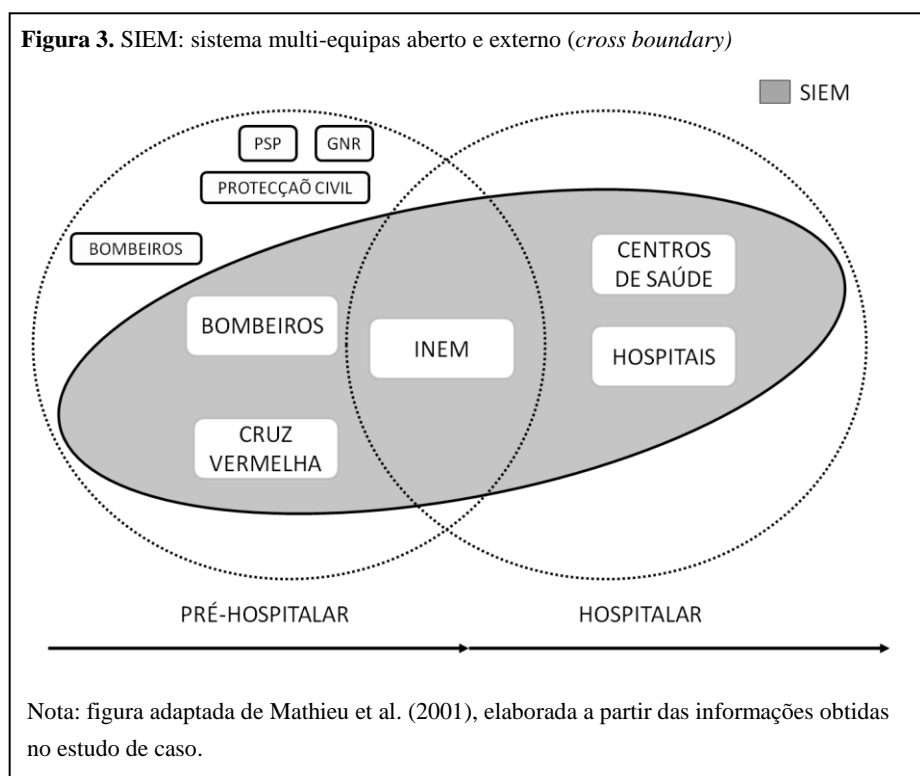 Figura 3. SIEM: sistema multi-equipas aberto e externo (cross boundary)
SIEM
PSP
GNR
PROTECÇAÕ CIVIL
BOMBEIROS
CENTROS
DE SAÚDE
BOMBEIROS
INEM
HOSPITAIS
CRUZ
VERMELHA
PRÉ-HOSPITALAR
HOSPITALAR
Nota: figura adaptada de Mathieu et al. (2001), elaborada a partir das informações obtidas
no estudo de caso.